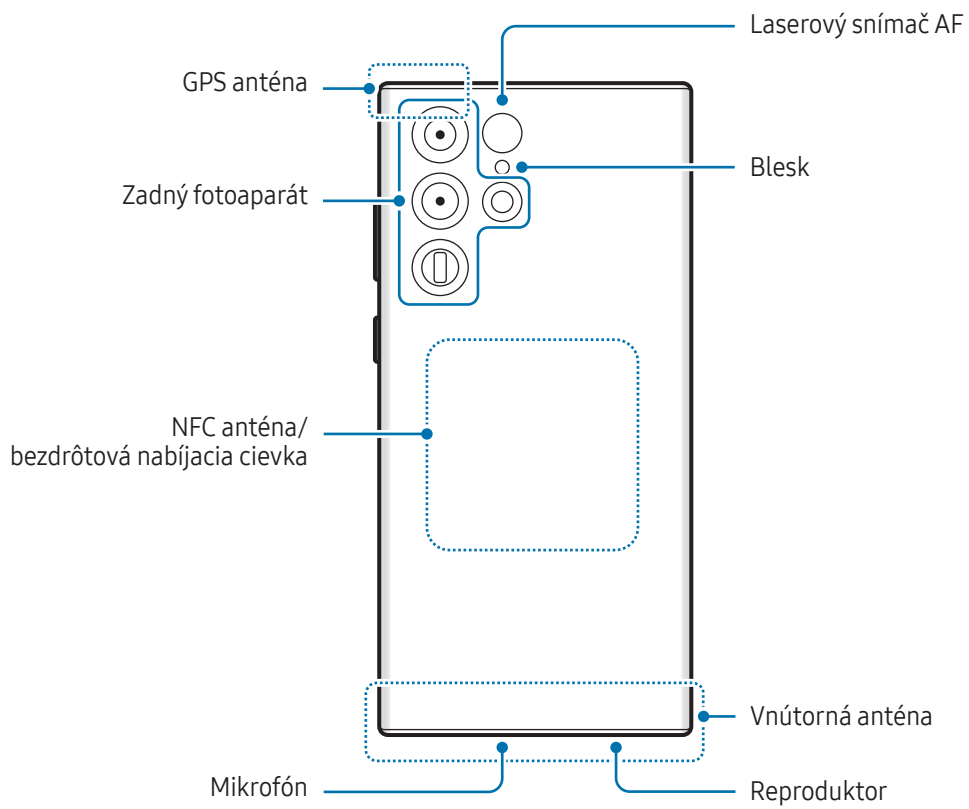 Laserový snímač AF
GPS anténa
Blesk
Zadný fotoaparát
NFC anténa/
bezdrôtová nabíjacia cievka
Vnútorná anténa
Mikrofón
Reproduktor